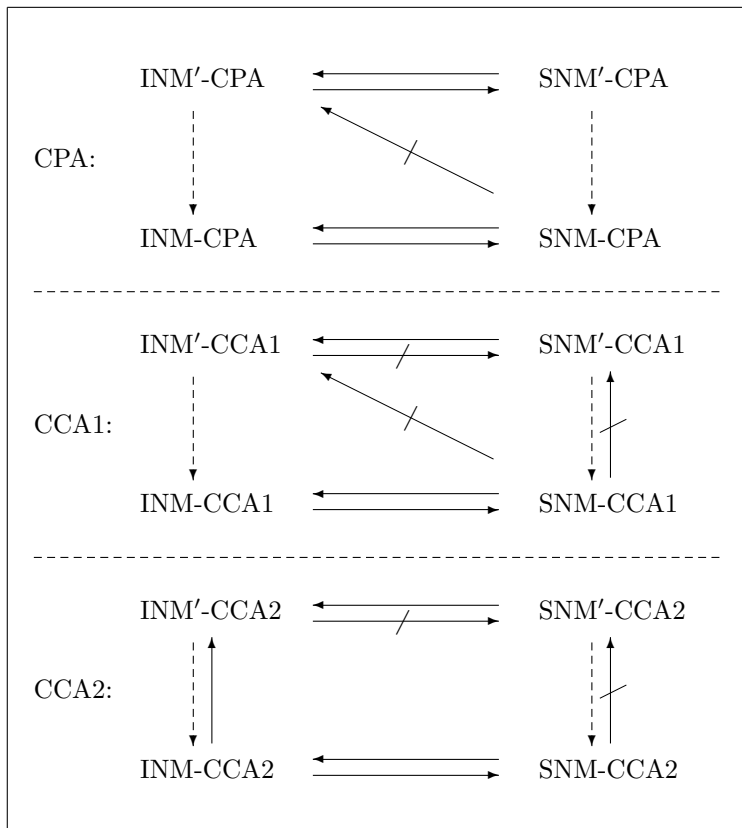 INM′-CPA SNM′-CPA
CPA:
INM-CPA SNM-CPA
INM′-CCA1 SNM′-CCA1
CCA1:
INM-CCA1 SNM-CCA1
INM′-CCA2 SNM′-CCA2
CCA2:
INM-CCA2 SNM-CCA2